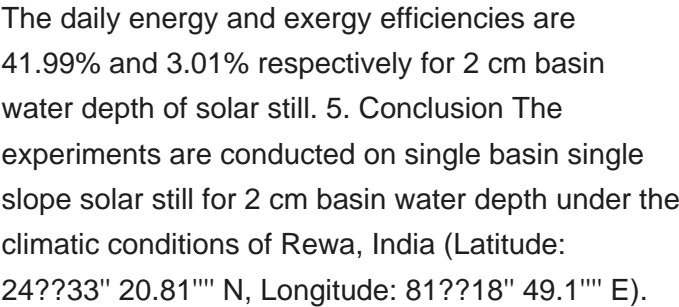 The daily energy and exergy efficiencies are
41.99% and 3.01% respectively for 2 cm basin
water depth of solar still. 5. Conclusion The
experiments are conducted on single basin single
slope solar still for 2 cm basin water depth under the
climatic conditions of Rewa, India (Latitude:
24??33'' 20.81'''' N, Longitude: 81??18'' 49.1'''' E).